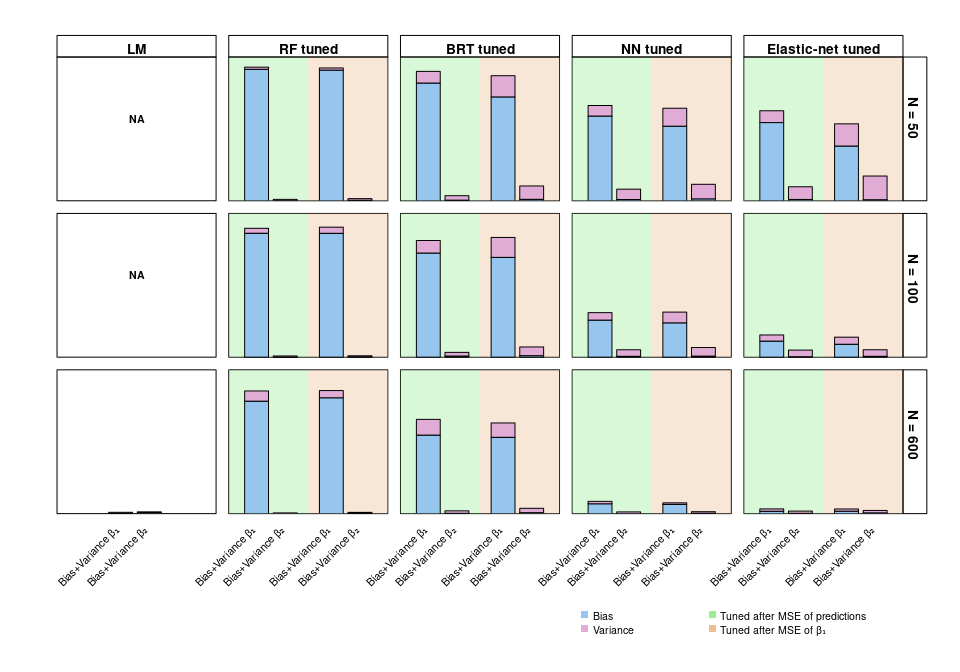 LM
RF tuned
BRT tuned
NN tuned
Elastic-net tuned
NA
N = 50
NA
N = 100
N = 600
Bias+Variance β₁
Bias+Variance β₂
Bias+Variance β₁
Bias+Variance β₂
Bias+Variance β₁
Bias+Variance β₂
Bias+Variance β₁
Bias+Variance β₂
Bias+Variance β₁
Bias+Variance β₂
Bias+Variance β₁
Bias+Variance β₂
Bias+Variance β₁
Bias+Variance β₂
Bias+Variance β₁
Bias+Variance β₂
Bias+Variance β₁
Bias+Variance β₂
Bias
Variance
Tuned after MSE of predictions
Tuned after MSE of β₁